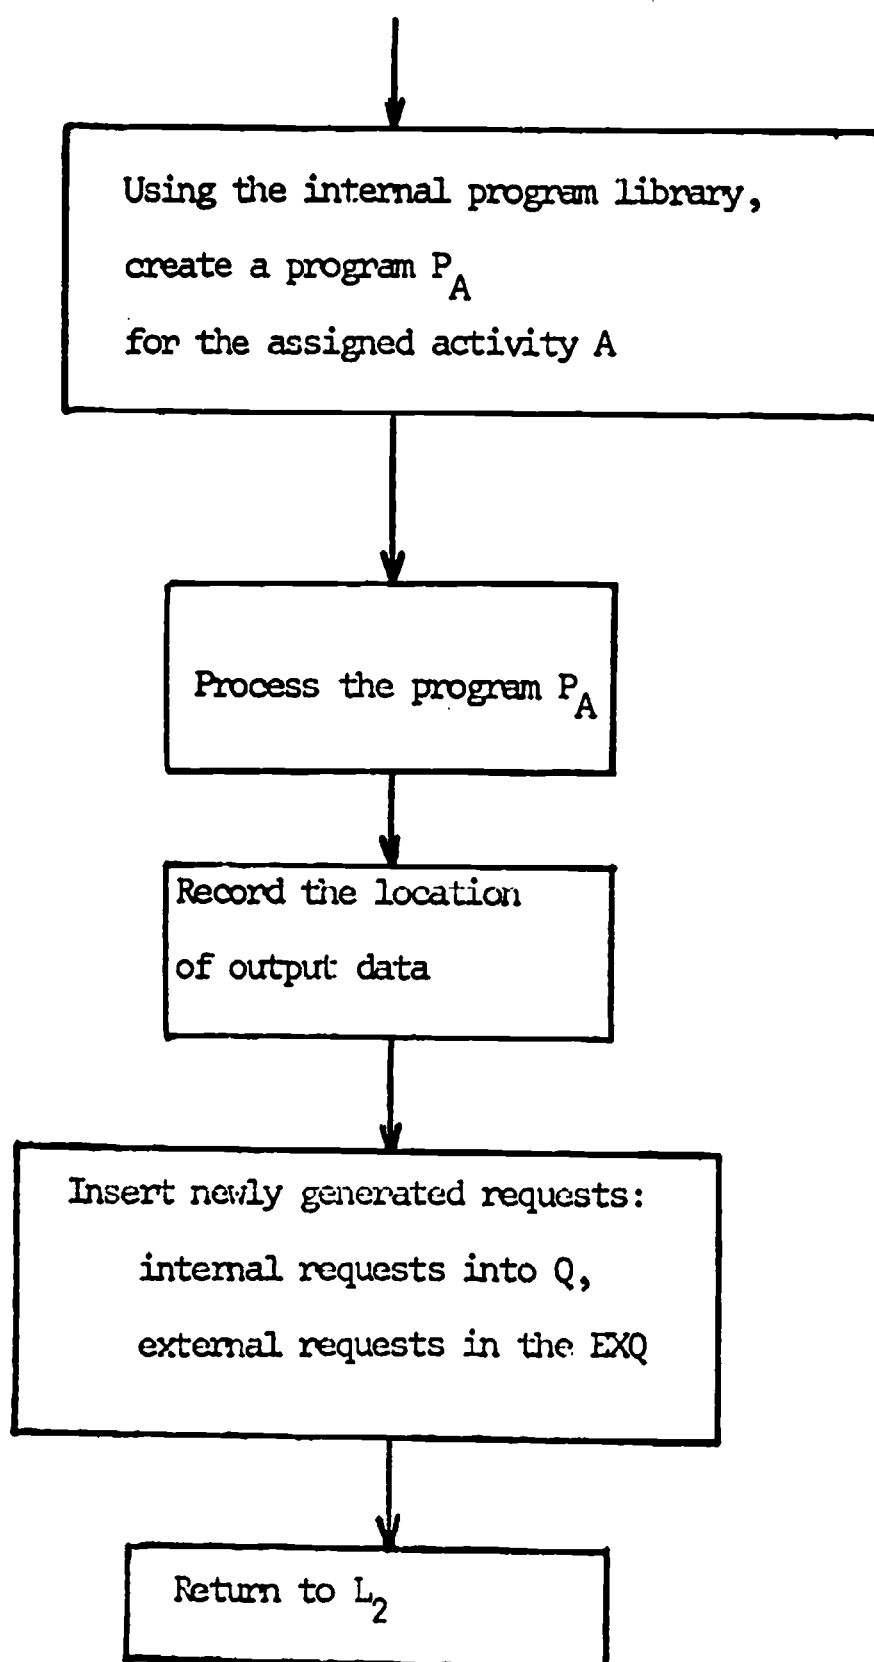 Using the internal program library,
create a program P_A
for the assigned activity A
Process the program P_A
Record the location
of output data
Insert newly generated requests:
internal requests into Q,
external requests in the EXQ
Return to L_2